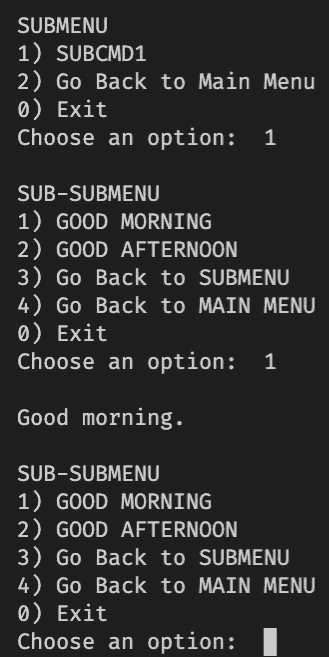 SUBMENU
1) SUBCMD1
2) Go Back to Main Menu
0) Exit
Choose an option:  1
SUB-SUBMENU
1) GOOD MORNING
2) GOOD AFTERNOON
3) Go Back to SUBMENU
4) Go Back to MAIN MENU
0) Exit
Choose an option:  1
Good morning.
SUB-SUBMENU
1) GOOD MORNING
2) GOOD AFTERNOON
3) Go Back to SUBMENU
4) Go Back to MAIN MENU
0) Exit
Choose an option: